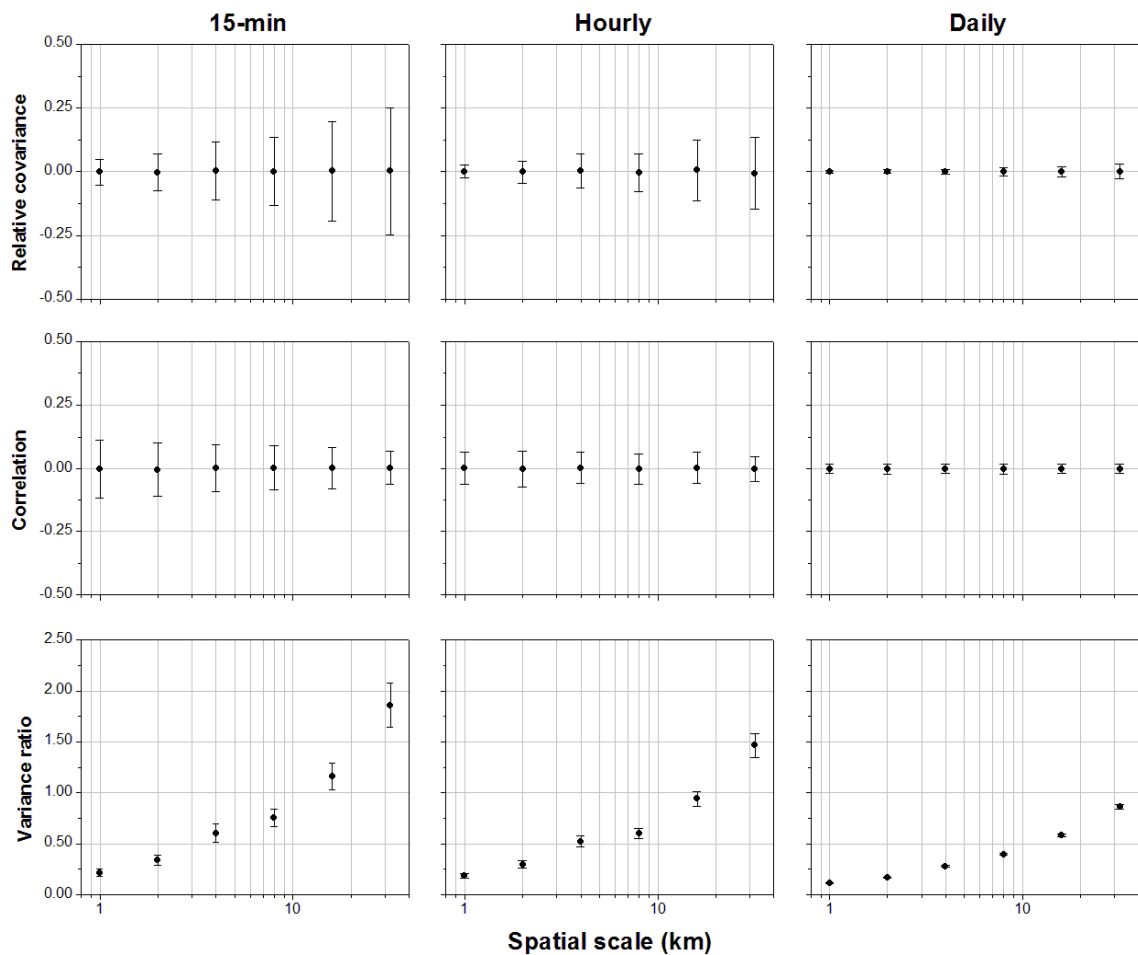 15-min Hourly Daily
0.50
0.25
0.00
-0.25
-0.50
Relative covariance
0.50
0.25
0.00
-0.25
-0.50
Correlation
2.50
2.00
1.50
1.00
0.50
0.00
Variance ratio
1 10 1 10 1 10
Spatial scale (km)